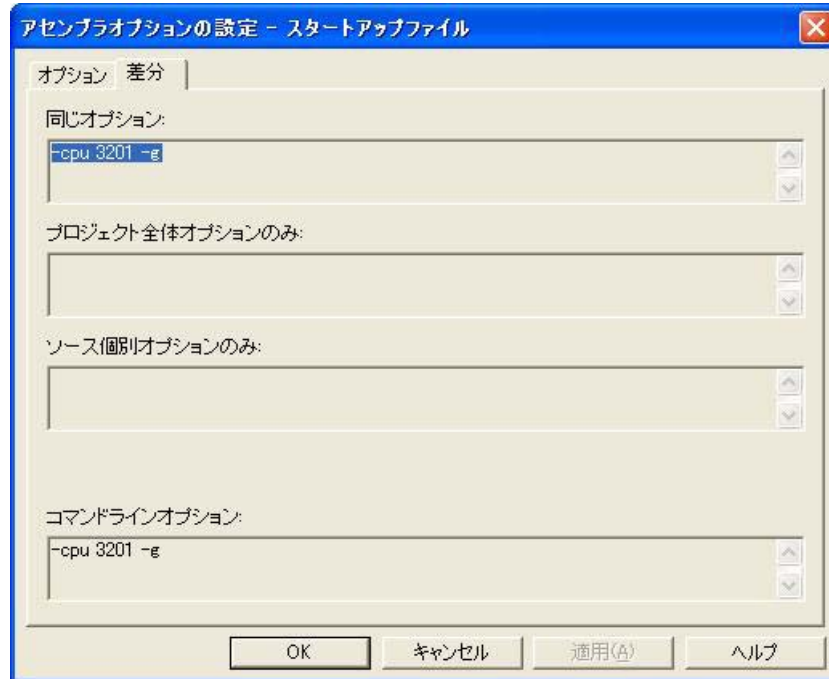 アセンブラオプションの設定 - スタートアップファイル
オプション 差分
同じオプション:
-cpu 3201 -g
プロジェクト全体オプションのみ:
ソース個別オプションのみ:
コマンドラインオプション:
-cpu 3201 -g
OK キャンセル 適用(A) ヘルプ